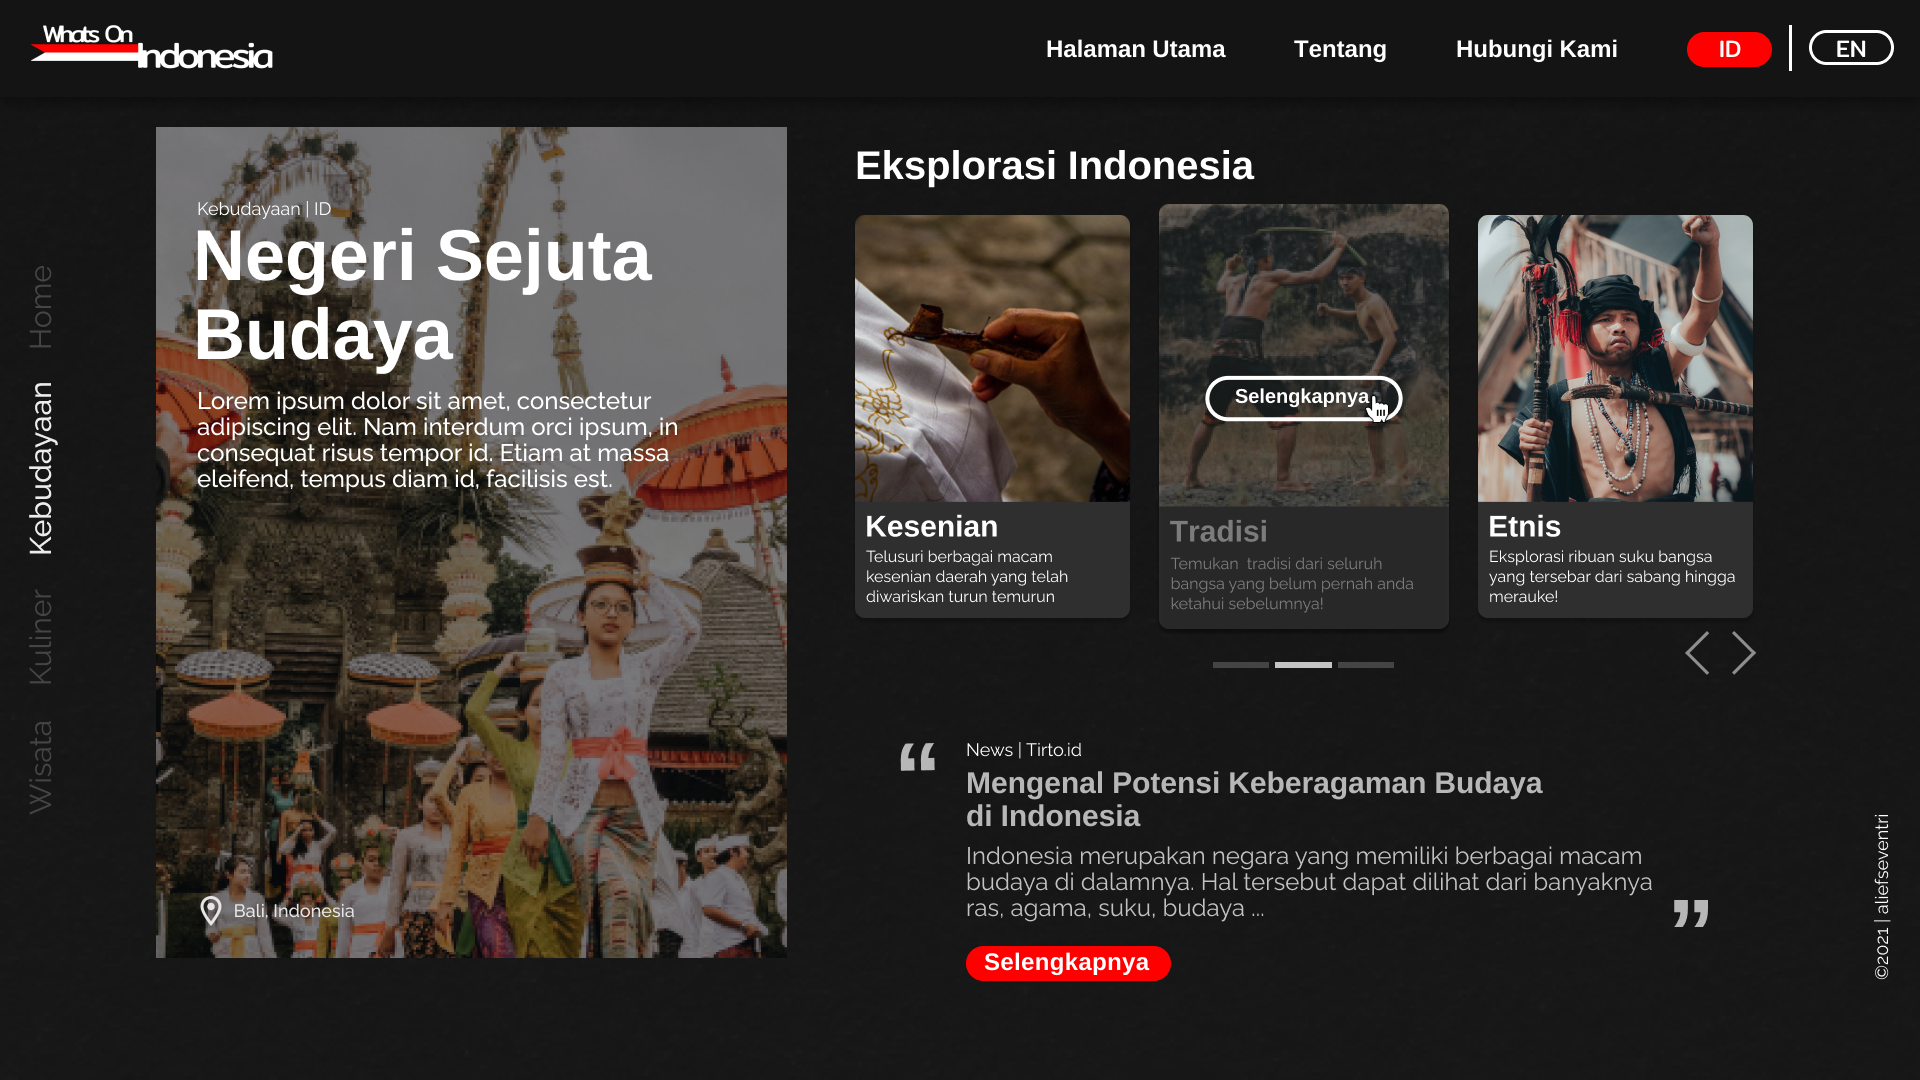 Whats On
Indonesia
Halaman Utama
Tentang
Hubungi Kami
ID
EN
Home
Kebudayaan
Kuliner
Wisata
Kebudayaan | ID
Negeri Sejuta
Budaya
Lorem ipsum dolor sit amet, consectetur
adipiscing elit. Nam interdum orci ipsum, in
consequat risus tempor id. Etiam at massa
eleifend, tempus diam id, facilisis est.
Bali, Indonesia
Eksplorasi Indonesia
Kesenian
Telusuri berbagai macam
kesenian daerah yang telah
diwariskan turun temurun
Selengkapnya
Tradisi
Temukan  tradisi dari seluruh
bangsa yang belum pernah anda
ketahui sebelumnya!
Etnis
Eksplorasi ribuan suku bangsa
yang tersebar dari sabang hingga
merauke!
“
News | Tirto.id
Mengenal Potensi Keberagaman Budaya
di Indonesia
Indonesia merupakan negara yang memiliki berbagai macam
budaya di dalamnya. Hal tersebut dapat dilihat dari banyaknya
ras, agama, suku, budaya ...
”
Selengkapnya
©2021 | aliefseventri